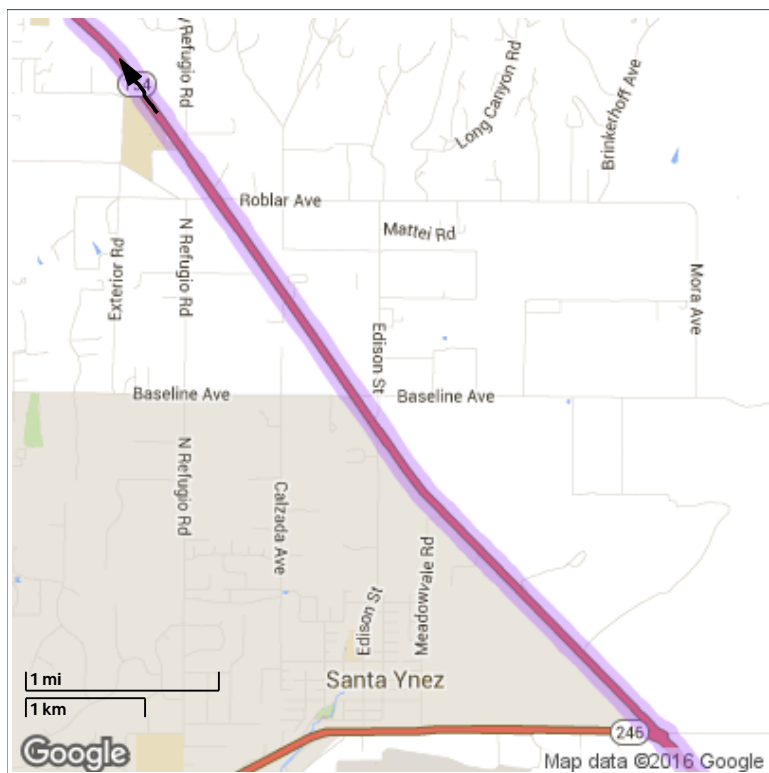 Refugio Rd
Long Canyon Rd
Brinkerhoff Ave
Roblar Ave
Mattei Rd
Exterior Rd
N Refugio Rd
Mora Ave
Edison St
Baseline Ave
Baseline Ave
N Refugio Rd
Calzada Ave
Meadowvale Rd
Edison St
Santa Ynez
1 mi
1 km
246
Google
Map data ©2016 Google